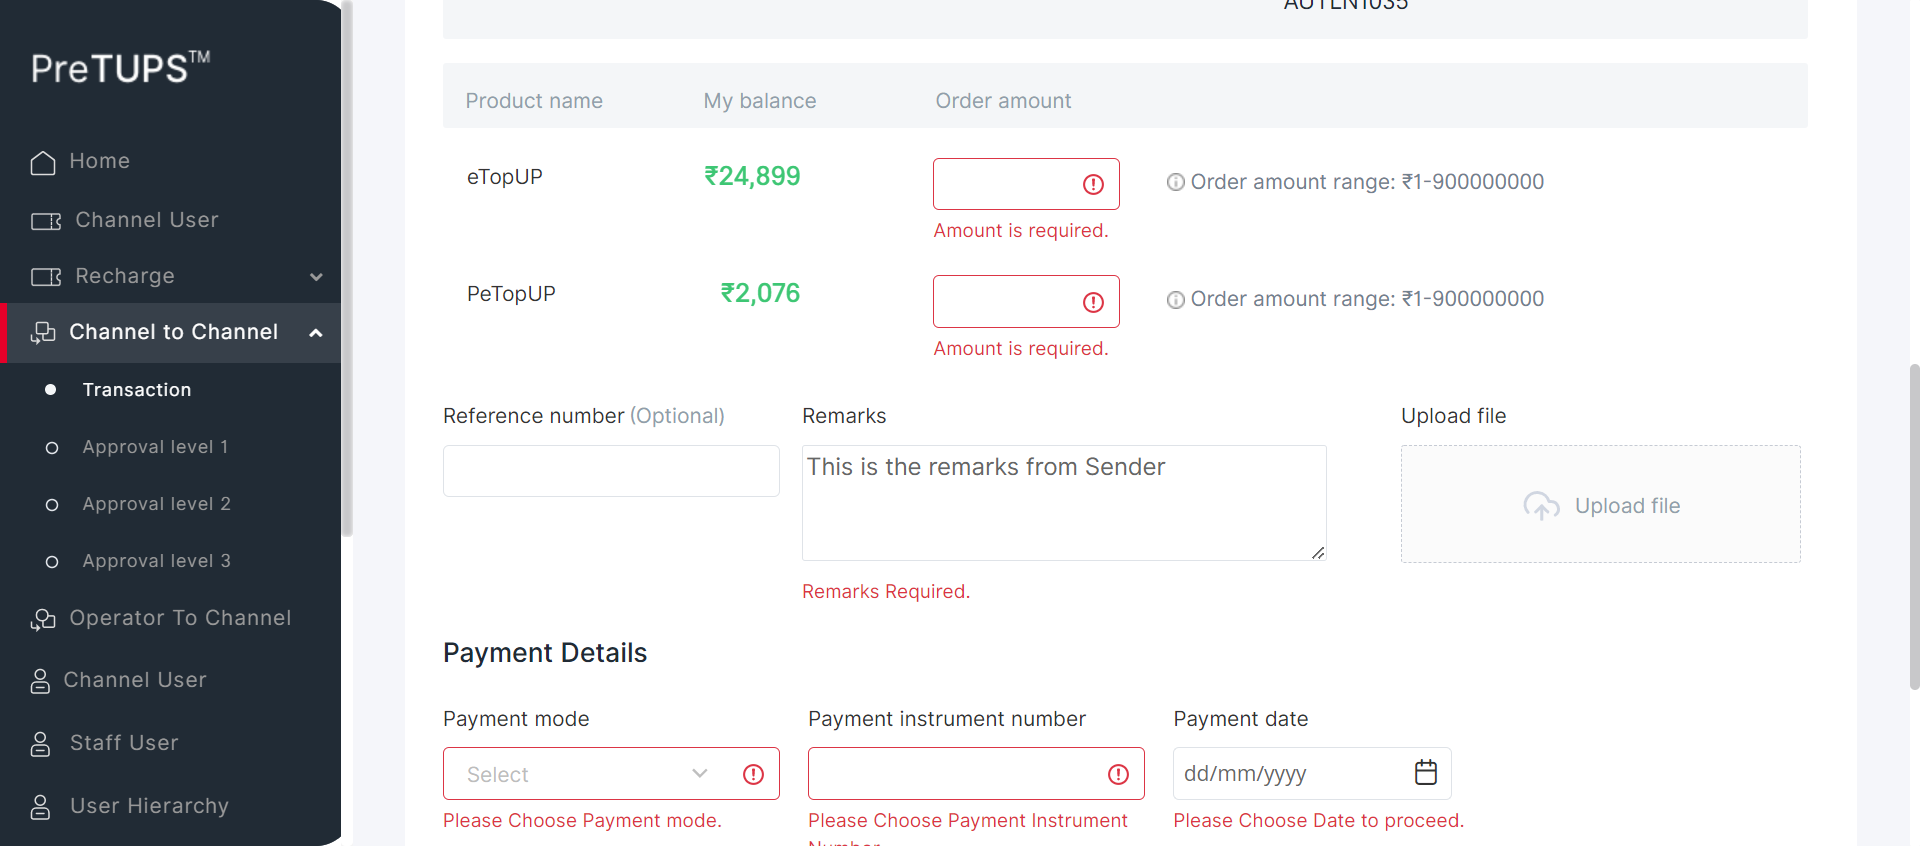 AUTLN1035
PreTUPS™
Product name My balance Order amount
Home
eTopUP ₹24,899 Order amount range: ₹1-900000000
Channel User
Amount is required.
Recharge
PeTopUP ₹2,076 Order amount range: ₹1-900000000
Channel to Channel
Amount is required.
Transaction
Reference number (Optional) Remarks Upload file
Approval level 1
This is the remarks from Sender
Approval level 2
Upload file
Approval level 3
Remarks Required.
Operator To Channel
Payment Details
Channel User
Payment mode Payment instrument number Payment date
Staff User
Select dd/mm/yyyy
User Hierarchy
Please Choose Payment mode. Please Choose Payment Instrument Please Choose Date to proceed.